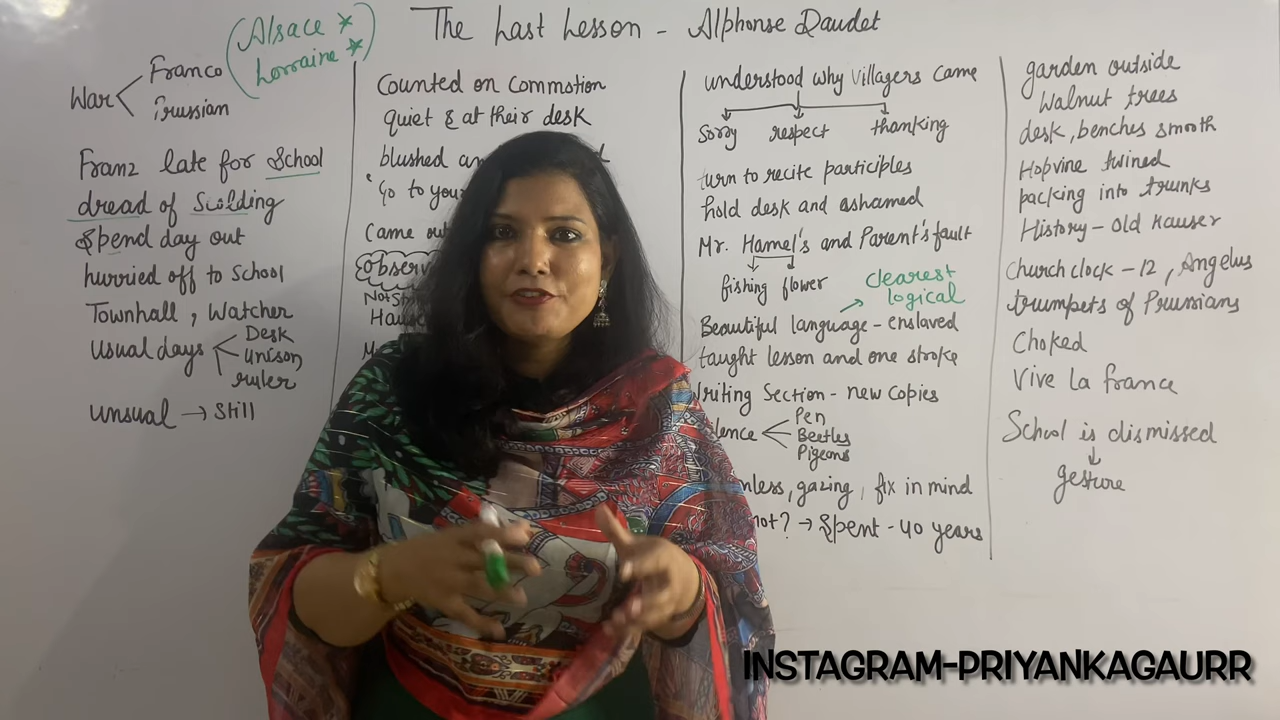 The Last Lesson - Alphonse Daudet
(Alsace *
Lorraine *)
War Franco
Prussian
Franz late for School
dread of Scolding
Spend day out
hurried off to School
Townhall, Watcher
Usual days Desk
Unison,
ruler
unusual → Still
Counted on Commotion
quiet & at their desk
blushed
"Go to your
Came out
Observ
understood why Villagers came
Sorry respect thanking
turn to recite participles
hold desk and ashamed
Mr. Hamel's and Parent's fault
fishing flower
clearest
logical
Beautiful language - enslaved
taught lesson and one stroke
Writing Section - new copies
Pen
Beetles
Pigeons
gazing, fix in mind
not? → Spent - 40 years
garden outside
Walnut trees
desk, benches smooth
Hopvine twined
packing into trunks
History - Old Hauser
Church clock - 12, Angelus
trumpets of Prussians
Choked
Vive La france
School is dismissed
gesture
INSTAGRAM-PRIYANKAGAURR